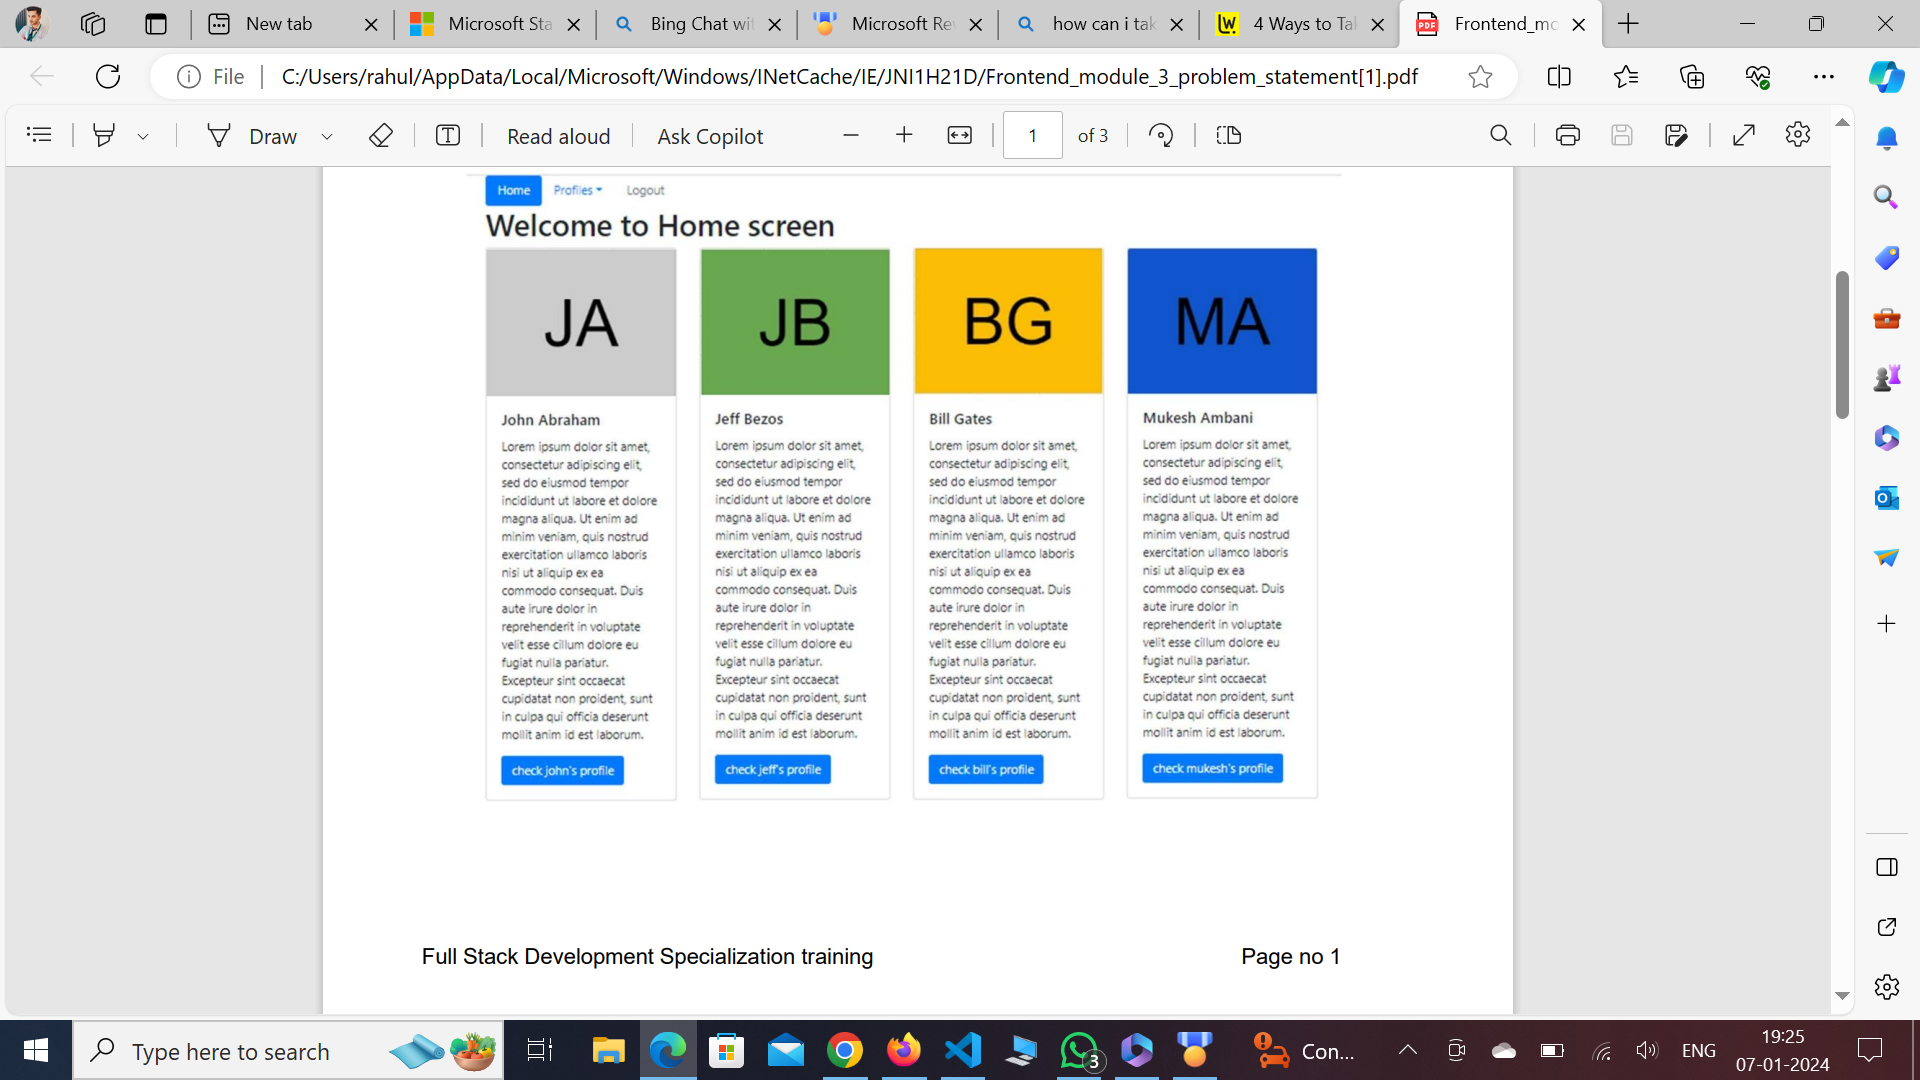 New tab
Microsoft Sta
Bing Chat wit
Microsoft Rew
how can i tak
4 Ways to Tak
Frontend_mo
File
C:/Users/rahul/AppData/Local/Microsoft/Windows/INetCache/IE/JNI1H21D/Frontend_module_3_problem_statement[1].pdf
Draw
Read aloud
Ask Copilot
1
of 3
Home
Profiles
Logout
Welcome to Home screen
JA
John Abraham
Lorem ipsum dolor sit amet,
consectetur adipiscing elit,
sed do eiusmod tempor
incididunt ut labore et dolore
magna aliqua. Ut enim ad
minim veniam, quis nostrud
exercitation ullamco laboris
nisi ut aliquip ex ea
commodo consequat. Duis
aute irure dolor in
reprehenderit in voluptate
velit esse cillum dolore eu
fugiat nulla pariatur.
Excepteur sint occaecat
cupidatat non proident, sunt
in culpa qui officia deserunt
mollit anim id est laborum.
check john's profile
JB
Jeff Bezos
Lorem ipsum dolor sit amet,
consectetur adipiscing elit,
sed do eiusmod tempor
incididunt ut labore et dolore
magna aliqua. Ut enim ad
minim veniam, quis nostrud
exercitation ullamco laboris
nisi ut aliquip ex ea
commodo consequat. Duis
aute irure dolor in
reprehenderit in voluptate
velit esse cillum dolore eu
fugiat nulla pariatur.
Excepteur sint occaecat
cupidatat non proident, sunt
in culpa qui officia deserunt
mollit anim id est laborum.
check jeff's profile
BG
Bill Gates
Lorem ipsum dolor sit amet,
consectetur adipiscing elit,
sed do eiusmod tempor
incididunt ut labore et dolore
magna aliqua. Ut enim ad
minim veniam, quis nostrud
exercitation ullamco laboris
nisi ut aliquip ex ea
commodo consequat. Duis
aute irure dolor in
reprehenderit in voluptate
velit esse cillum dolore eu
fugiat nulla pariatur.
Excepteur sint occaecat
cupidatat non proident, sunt
in culpa qui officia deserunt
mollit anim id est laborum.
check bill's profile
MA
Mukesh Ambani
Lorem ipsum dolor sit amet,
consectetur adipiscing elit,
sed do eiusmod tempor
incididunt ut labore et dolore
magna aliqua. Ut enim ad
minim veniam, quis nostrud
exercitation ullamco laboris
nisi ut aliquip ex ea
commodo consequat. Duis
aute irure dolor in
reprehenderit in voluptate
velit esse cillum dolore eu
fugiat nulla pariatur.
Excepteur sint occaecat
cupidatat non proident, sunt
in culpa qui officia deserunt
mollit anim id est laborum.
check mukesh's profile
Full Stack Development Specialization training
Page no 1
Type here to search
3
Con...
ENG
19:25
07-01-2024